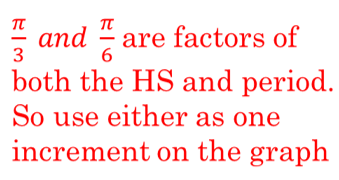 π/3 and π/6 are factors of
both the HS and period.
So use either as one
increment on the graph